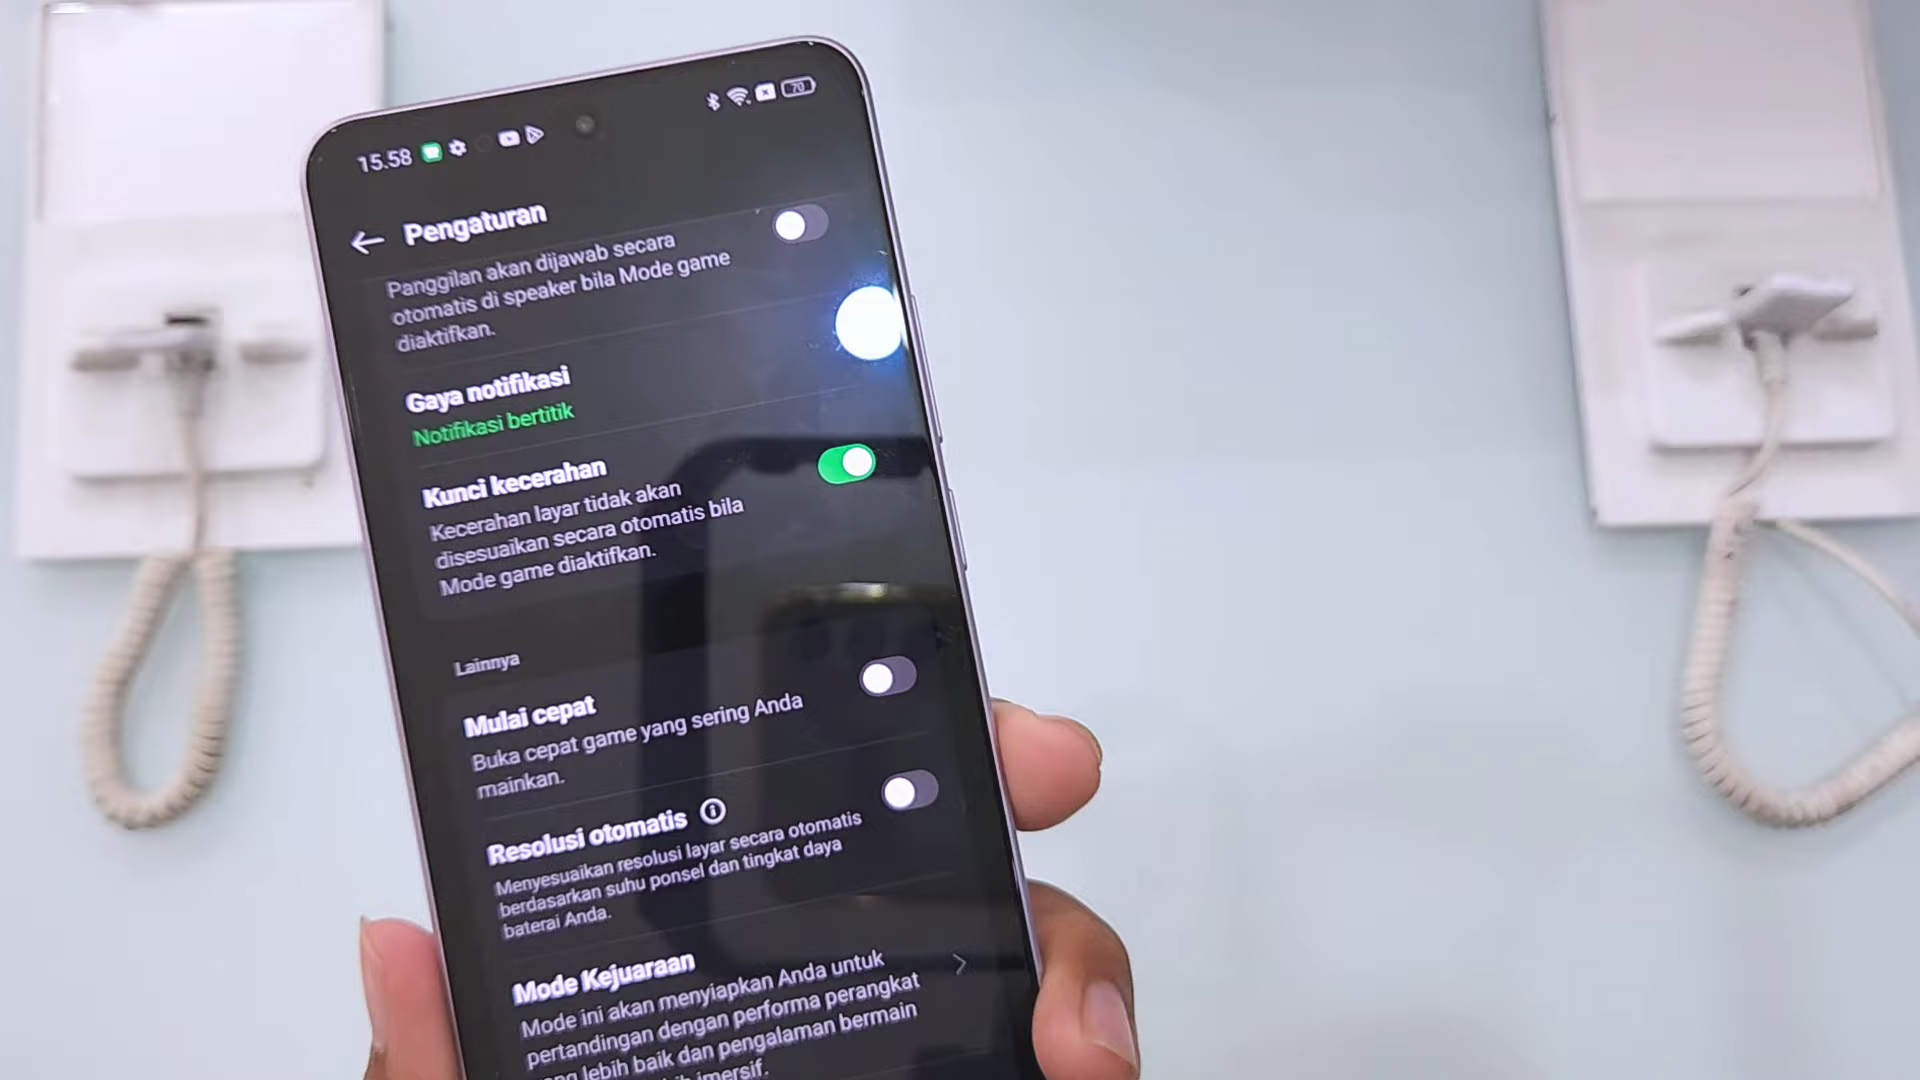 15.58
70
Pengaturan
Panggilan akan dijawab secara
otomatis di speaker bila Mode game
diaktifkan.
Gaya notifikasi
Notifikasi bertitik
Kunci kecerahan
Kecerahan layar tidak akan
disesuaikan secara otomatis bila
Mode game diaktifkan.
Lainnya
Mulai cepat
Buka cepat game yang sering Anda
mainkan.
Resolusi otomatis
Menyesuaikan resolusi layar secara otomatis
berdasarkan suhu ponsel dan tingkat daya
baterai Anda.
Mode Kejuaraan
Mode ini akan menyiapkan Anda untuk
pertandingan dengan performa perangkat
lebih baik dan pengalaman bermain
imersif.